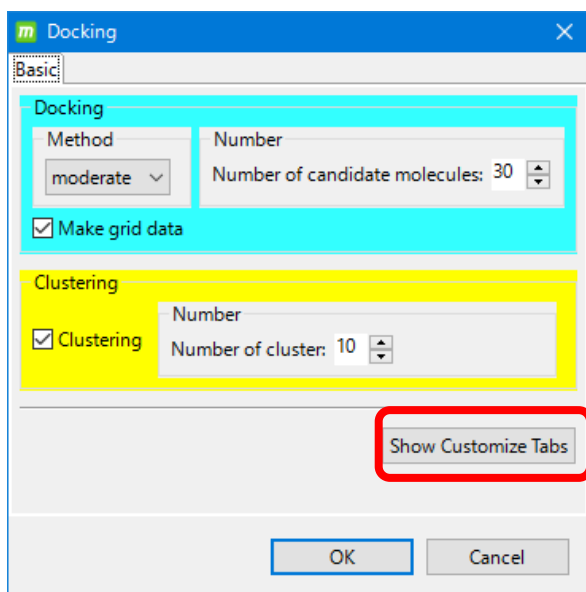 m Docking
Basic
Docking
Method
Number
moderate
Number of candidate molecules: 30
Make grid data
Clustering
Number
Clustering
Number of cluster: 10
Show Customize Tabs
OK
Cancel